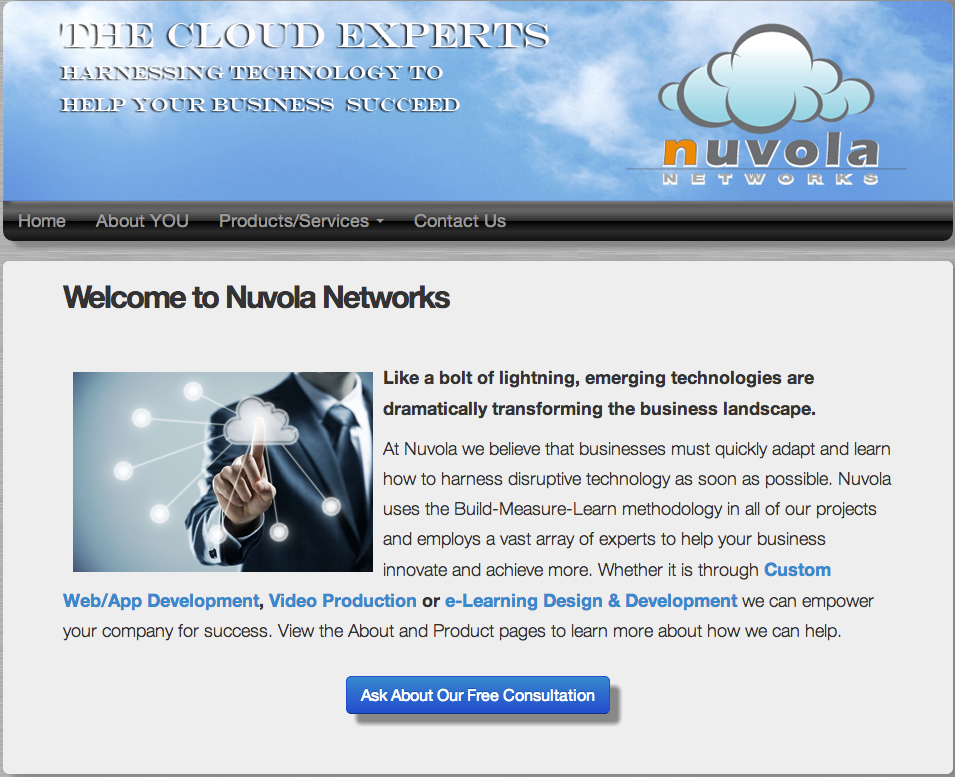 THE CLOUD EXPERTS
HARNESSING TECHNOLOGY TO
HELP YOUR BUSINESS SUCCEED
nuvola
NETWORKS
Home About YOU Products/Services Contact Us
Welcome to Nuvola Networks
Like a bolt of lightning, emerging technologies are
dramatically transforming the business landscape.
At Nuvola we believe that businesses must quickly adapt and learn
how to harness disruptive technology as soon as possible. Nuvola
uses the Build-Measure-Learn methodology in all of our projects
and employs a vast array of experts to help your business
innovate and achieve more. Whether it is through Custom
Web/App Development, Video Production or e-Learning Design & Development we can empower
your company for success. View the About and Product pages to learn more about how we can help.
Ask About Our Free Consultation